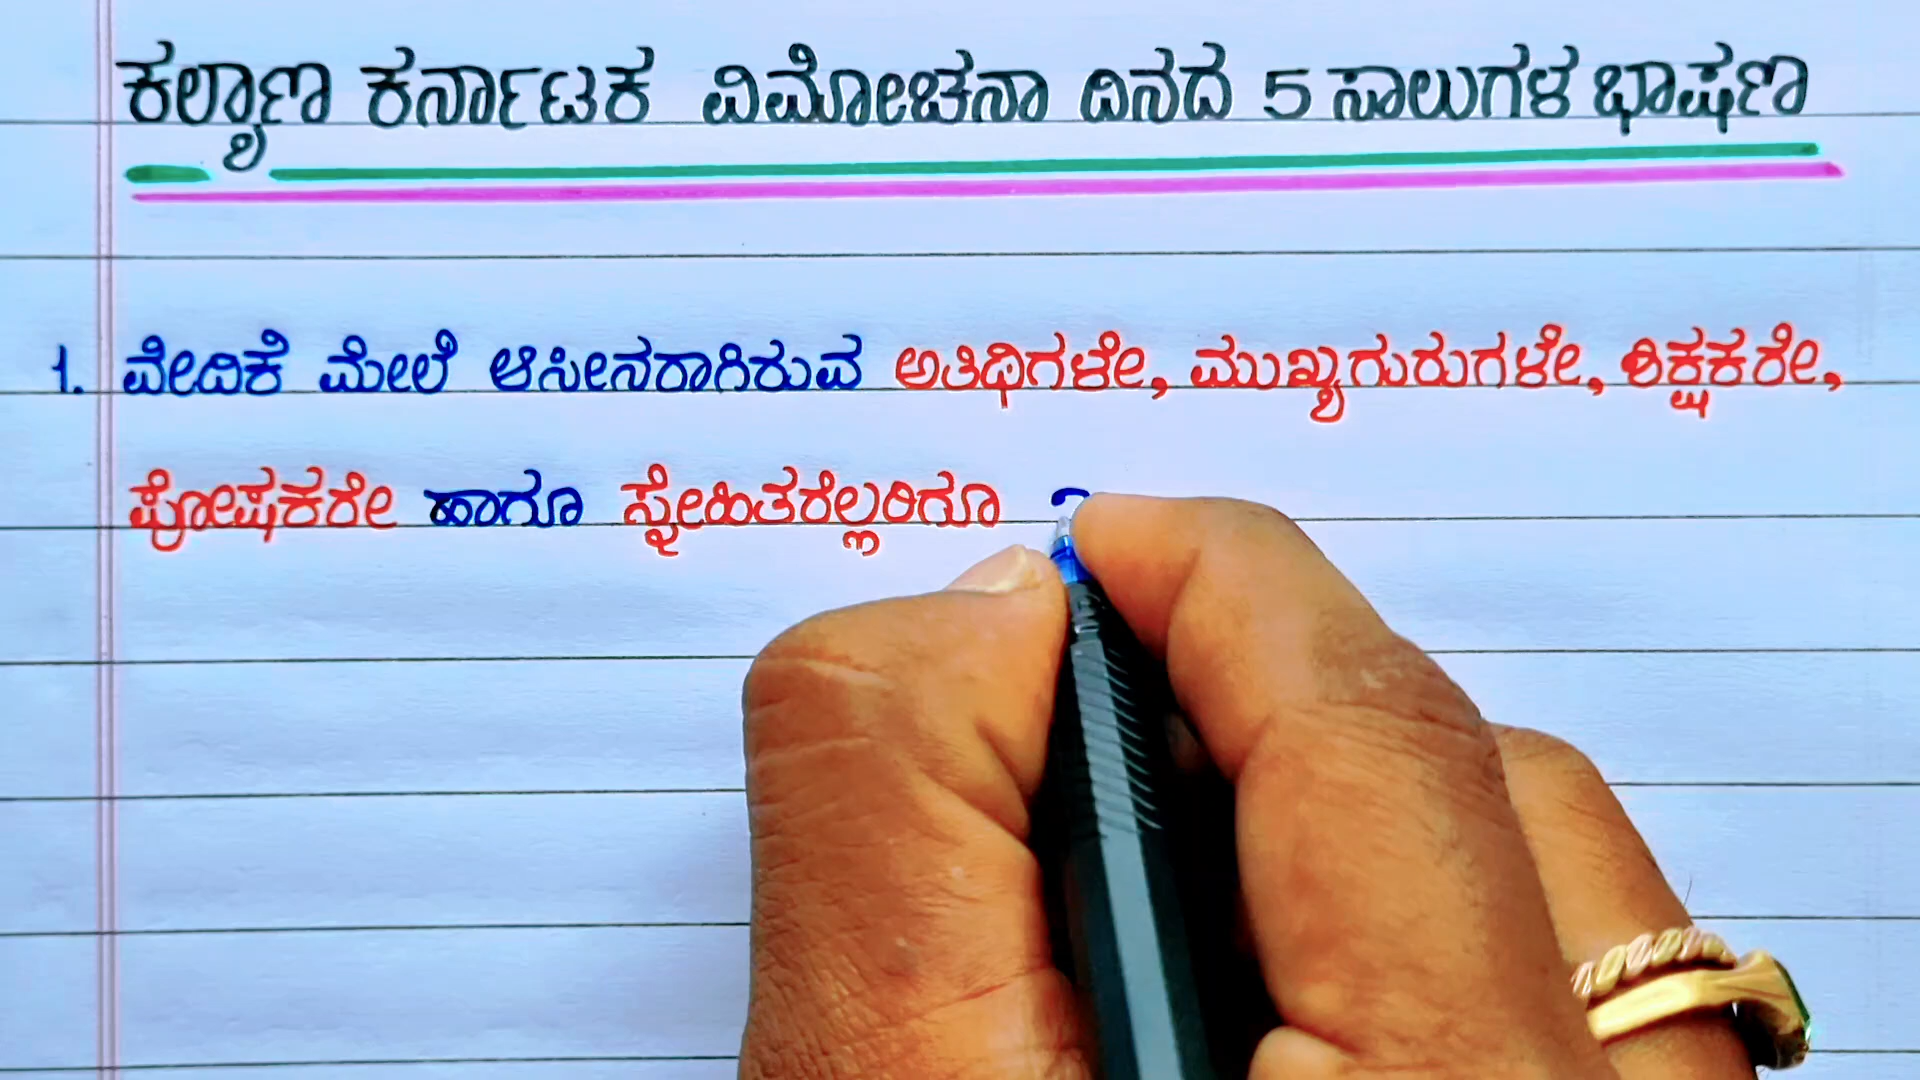 ಕಲ್ಯಾಣ ಕರ್ನಾಟಕ ವಿಮೋಚನಾ ದಿನದ 5 ಸಾಲುಗಳ ಭಾಷಣ
1. ವೇದಿಕೆ ಮೇಲೆ ಆಸೀನರಾಗಿರುವ ಅತಿಥಿಗಳೇ, ಮುಖ್ಯಗುರುಗಳೇ, ಶಿಕ್ಷಕರೇ,
ಪೋಷಕರೇ ಹಾಗೂ ಸ್ನೇಹಿತರೆಲ್ಲರಿಗೂ